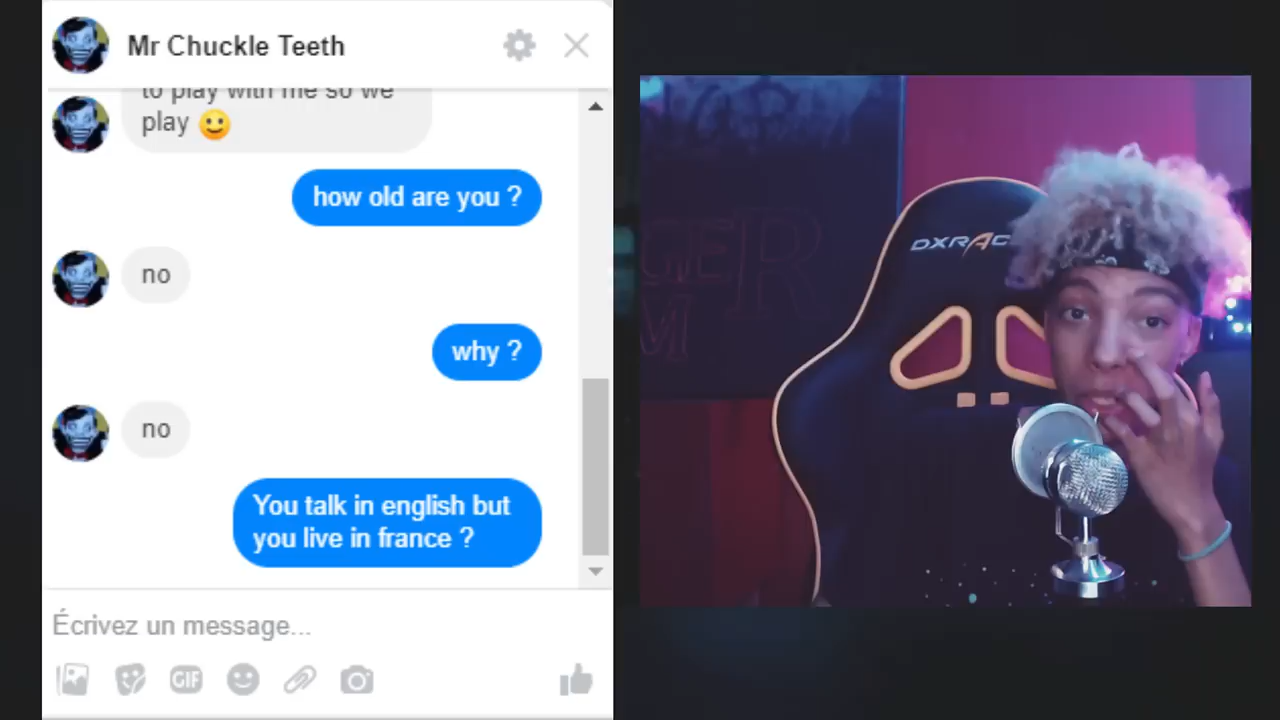 Mr Chuckle Teeth
to play with me so we
play 🙂
how old are you ?
no
why ?
no
You talk in english but
you live in france ?
Écrivez un message...
GIF
DXRAC